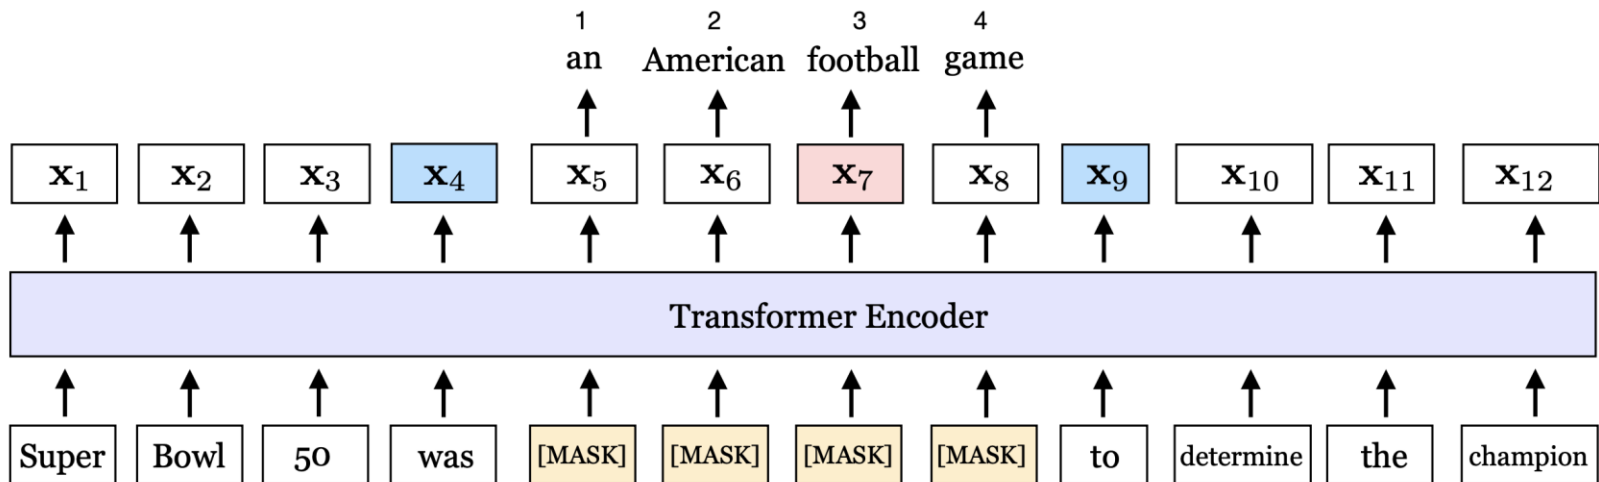 1 2 3 4
an American football game
x₁ x₂ x₃ x₄ x₅ x₆ x₇ x₈ x₉ x₁₀ x₁₁ x₁₂
Transformer Encoder
Super Bowl 50 was [MASK] [MASK] [MASK] [MASK] to determine the champion